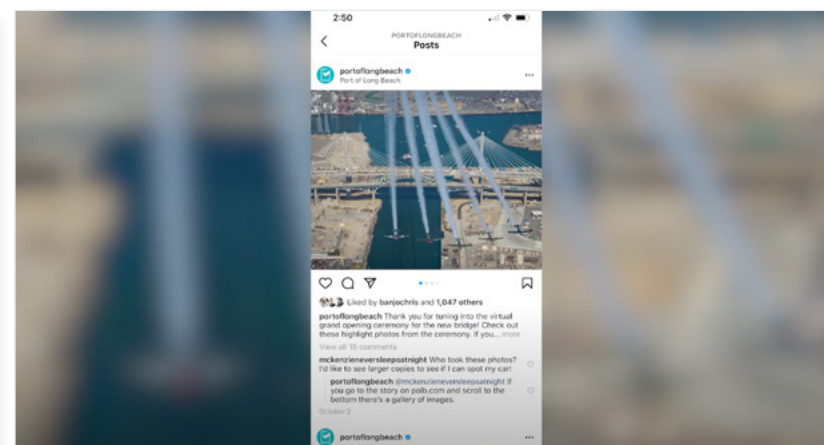 2:50
PORTOFLONGBEACH
Posts
portoflongbeach
Port of Long Beach
Liked by banjochris and 1,047 others
portoflongbeach Thank you for tuning into the virtual
grand opening ceremony for the new bridge! Check out
these highlight photos from the ceremony. If you... more
View all 15 comments
mckenzieneversleepsatnight Who took these photos?
I'd like to see larger copies to see if I can spot my car!
portoflongbeach @mckenzieneversleepsatnight If
you go to the story on polb.com and scroll to the
bottom there's a gallery of images.
October 2
portoflongbeach